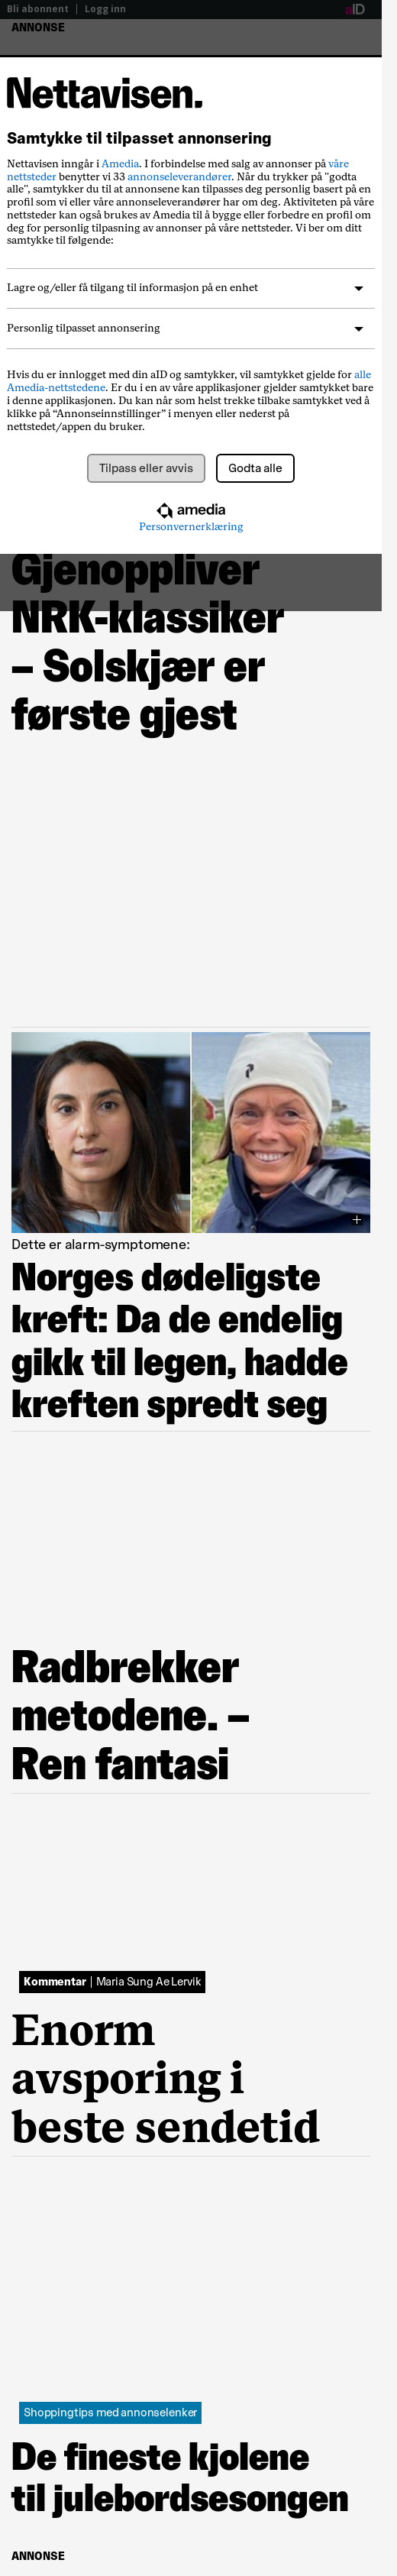 Bli abonnent | Logg inn
aID
ANNONSE
Nettavisen.
Samtykke til tilpasset annonsering
Nettavisen inngår i Amedia. I forbindelse med salg av annonser på våre
nettsteder benytter vi 33 annonseleverandører. Når du trykker på "godta
alle", samtykker du til at annonsene kan tilpasses deg personlig basert på en
profil som vi eller våre annonseleverandører har om deg. Aktiviteten på våre
nettsteder kan også brukes av Amedia til å bygge eller forbedre en profil om
deg for personlig tilpasning av annonser på våre nettsteder. Vi ber om ditt
samtykke til følgende:
Lagre og/eller få tilgang til informasjon på en enhet
Personlig tilpasset annonsering
Hvis du er innlogget med din aID og samtykker, vil samtykket gjelde for alle
Amedia-nettstedene. Er du i en av våre applikasjoner gjelder samtykket bare
i denne applikasjonen. Du kan når som helst trekke tilbake samtykket ved å
klikke på “Annonseinnstillinger” i menyen eller nederst på
nettstedet/appen du bruker.
Tilpass eller avvis
Godta alle
amedia
Personvernerklæring
Gjenoppliver
NRK-klassiker
– Solskjær er
første gjest
Dette er alarm-symptomene:
Norges dødeligste
kreft: Da de endelig
gikk til legen, hadde
kreften spredt seg
Radbrekker
metodene. –
Ren fantasi
Kommentar | Maria Sung Ae Lervik
Enorm
avsporing i
beste sendetid
Shoppingtips med annonselenker
De fineste kjolene
til julebordsesongen
ANNONSE